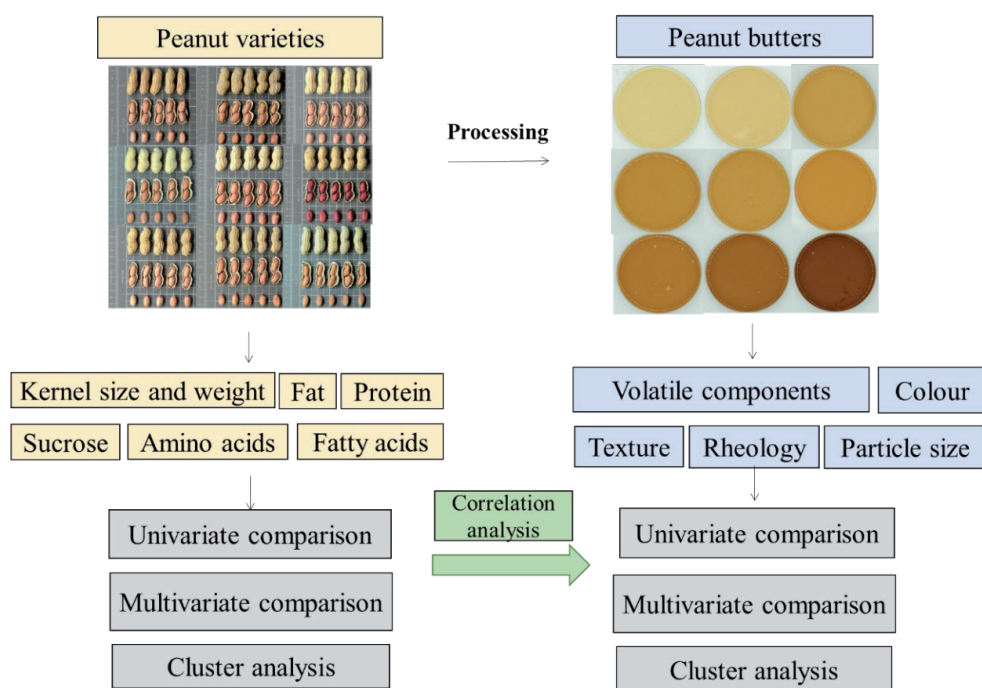 Peanut varieties
Peanut butters
Processing
Kernel size and weight
Fat
Protein
Sucrose
Amino acids
Fatty acids
Volatile components
Colour
Texture
Rheology
Particle size
Correlation
analysis
Univariate comparison
Multivariate comparison
Cluster analysis
Univariate comparison
Multivariate comparison
Cluster analysis